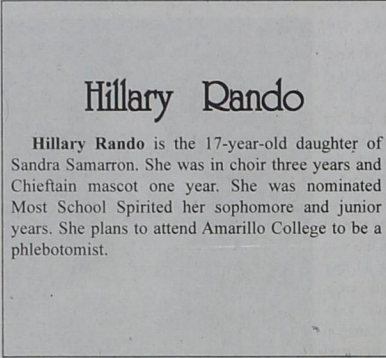 Hillary Rando
Hillary Rando is the 17-year-old daughter of
Sandra Samarron. She was in choir three years and
Chieftain mascot one year. She was nominated
Most School Spirited her sophomore and junior
years. She plans to attend Amarillo College to be a
phlebotomist.